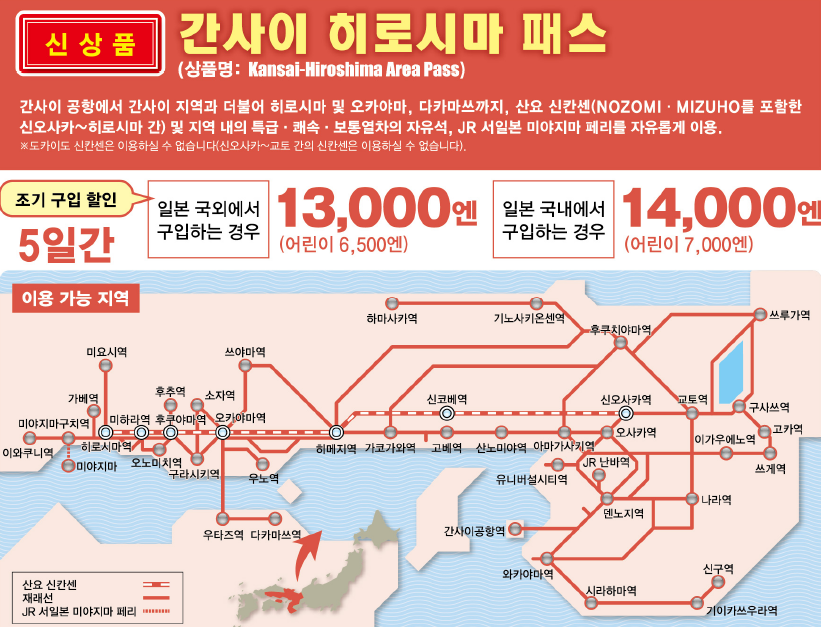 신상품
간사이 히로시마 패스
(상품명: Kansai-Hiroshima Area Pass)
간사이 공항에서 간사이 지역과 더불어 히로시마 및 오카야마, 다카마쓰까지, 산요 신칸센(NOZOMI · MIZUHO를 포함한
신오사카~히로시마 간) 및 지역 내의 특급 · 쾌속 · 보통열차의 자유석, JR 서일본 미야지마 페리를 자유롭게 이용.
※도카이도 신칸센은 이용하실 수 없습니다(신오사카~교토 간의 신칸센은 이용하실 수 없습니다).
조기 구입 할인
5일간
일본 국외에서
구입하는 경우
13,000엔
(어린이 6,500엔)
일본 국내에서
구입하는 경우
14,000엔
(어린이 7,000엔)
이용 가능 지역
하마사카역
기노사키온센역
후쿠치야마역
쓰루가역
미요시역
쓰야마역
가베역
후추역
소자역
신코베역
신오사카역
교토역
구사쓰역
미야지마구치역
미하라역
후쿠야마역
오카야마역
고카역
이와쿠니역
히로시마역
히메지역
가코가와역
고베역
산노미야역
아마가사키역
오사카역
이가우에노역
미야지마
오노미치역
구라시키역
우노역
유니버설시티역
JR 난바역
쓰게역
우타즈역
다카마쓰역
간사이공항역
덴노지역
나라역
와카야마역
신구역
시라하마역
기이카쓰우라역
산요 신칸센
재래선
JR 서일본 미야지마 페리